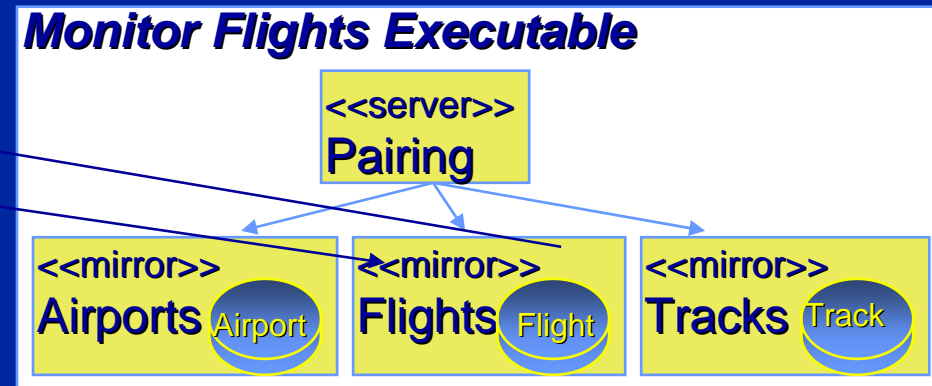 Monitor Flights Executable
<<server>>
Pairing
<<mirror>>
Airports Airport
<<mirror>>
Flights Flight
<<mirror>>
Tracks Track